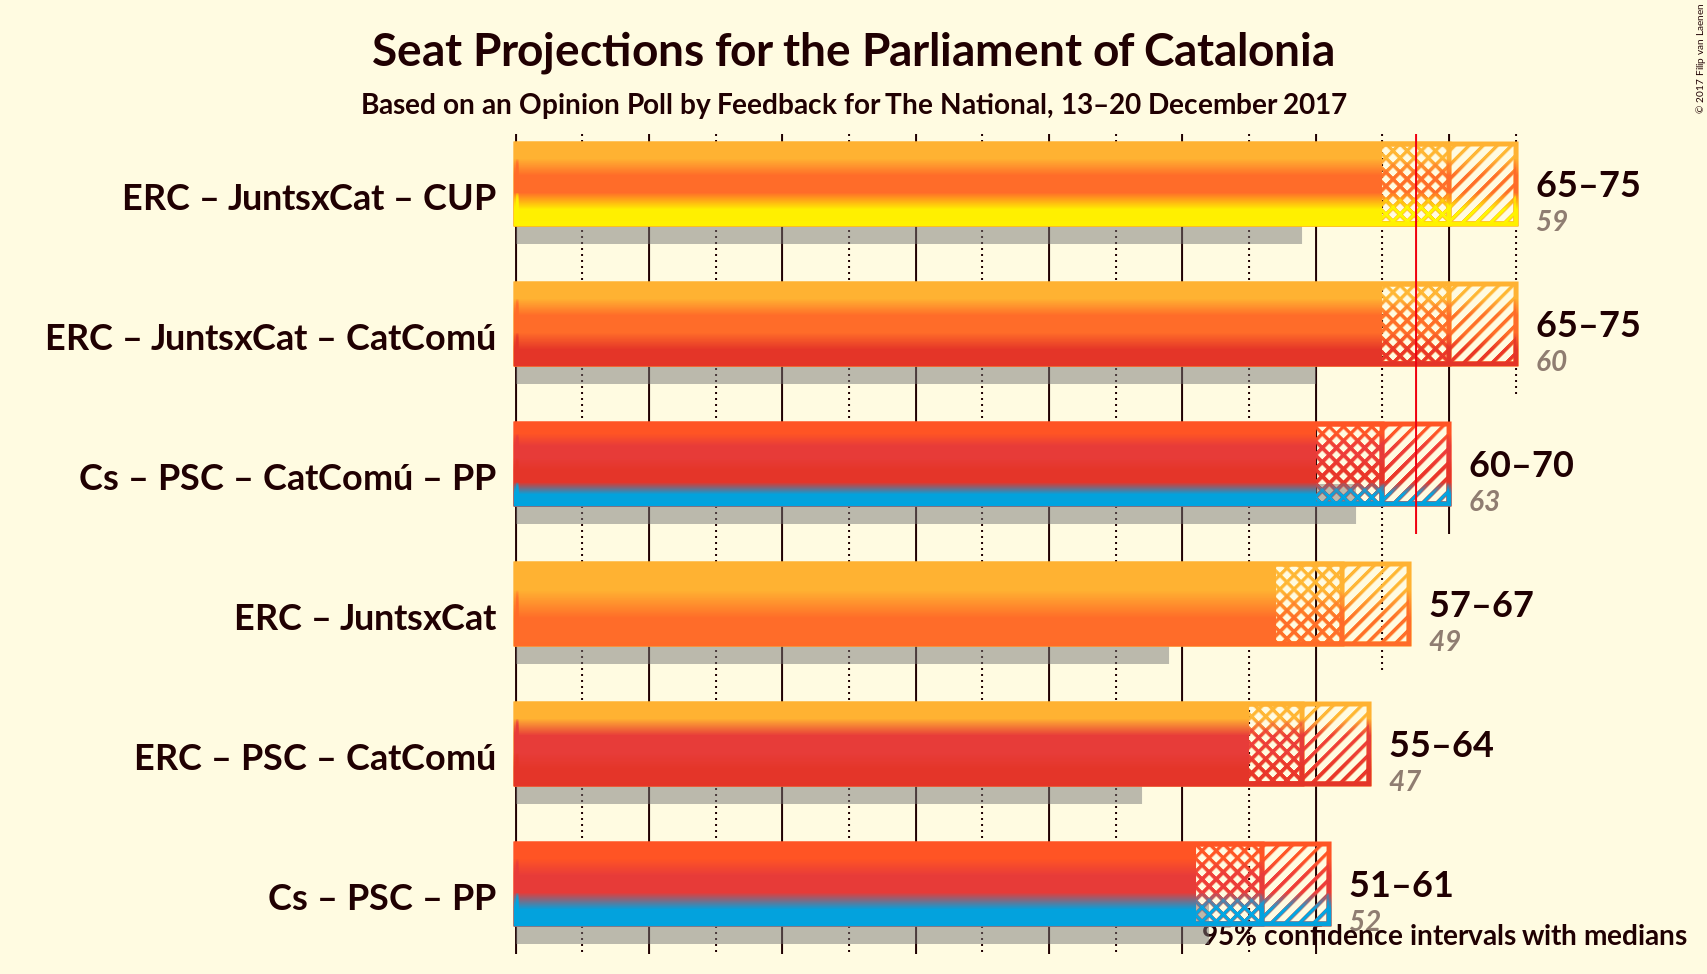 Seat Projections for the Parliament of Catalonia
Based on an Opinion Poll by Feedback for The National, 13–20 December 2017
© 2017 Filip van Laenen
ERC – JuntsxCat – CUP
65–75
59
ERC – JuntsxCat – CatComú
65–75
60
Cs – PSC – CatComú – PP
60–70
63
ERC – JuntsxCat
57–67
49
ERC – PSC – CatComú
55–64
47
Cs – PSC – PP
51–61
52
95% confidence intervals with medians